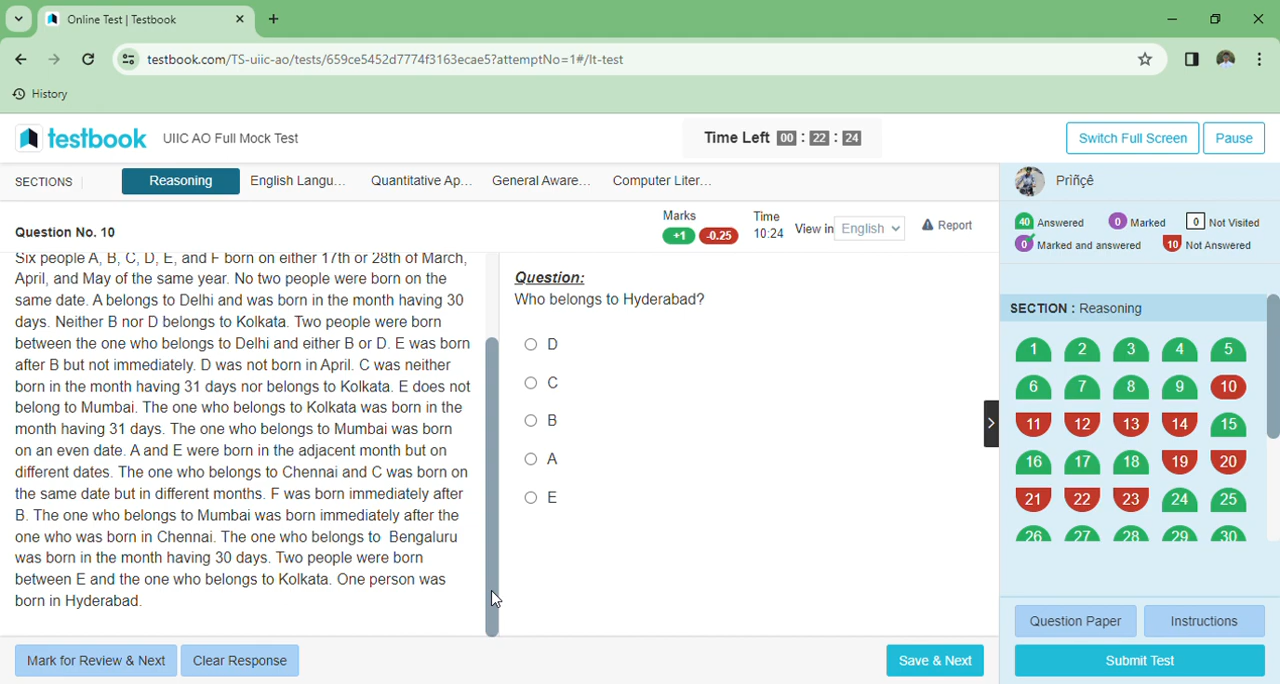 Online Test | Testbook
testbook.com/TS-uiic-ao/tests/659ce5452d7774f3163ecae5?attemptNo=1#/lt-test
History
testbook UIIC AO Full Mock Test
Time Left 00 : 22 : 24
Switch Full Screen
Pause
SECTIONS
Reasoning
English Langu...
Quantitative Ap...
General Aware...
Computer Liter...
Prïñçê
Question No. 10
Marks
+1 -0.25
Time
10:24
View in English
Report
40 Answered
0 Marked
0 Not Visited
0 Marked and answered
10 Not Answered
Six people A, B, C, D, E, and F born on either 17th or 28th of March,
April, and May of the same year. No two people were born on the
same date. A belongs to Delhi and was born in the month having 30
days. Neither B nor D belongs to Kolkata. Two people were born
between the one who belongs to Delhi and either B or D. E was born
after B but not immediately. D was not born in April. C was neither
born in the month having 31 days nor belongs to Kolkata. E does not
belong to Mumbai. The one who belongs to Kolkata was born in the
month having 31 days. The one who belongs to Mumbai was born
on an even date. A and E were born in the adjacent month but on
different dates. The one who belongs to Chennai and C was born on
the same date but in different months. F was born immediately after
B. The one who belongs to Mumbai was born immediately after the
one who was born in Chennai. The one who belongs to Bengaluru
was born in the month having 30 days. Two people were born
between E and the one who belongs to Kolkata. One person was
born in Hyderabad.
Question:
Who belongs to Hyderabad?
D
C
B
A
E
SECTION : Reasoning
1 2 3 4 5
6 7 8 9 10
11 12 13 14 15
16 17 18 19 20
21 22 23 24 25
26 27 28 29 30
Question Paper
Instructions
Mark for Review & Next
Clear Response
Save & Next
Submit Test